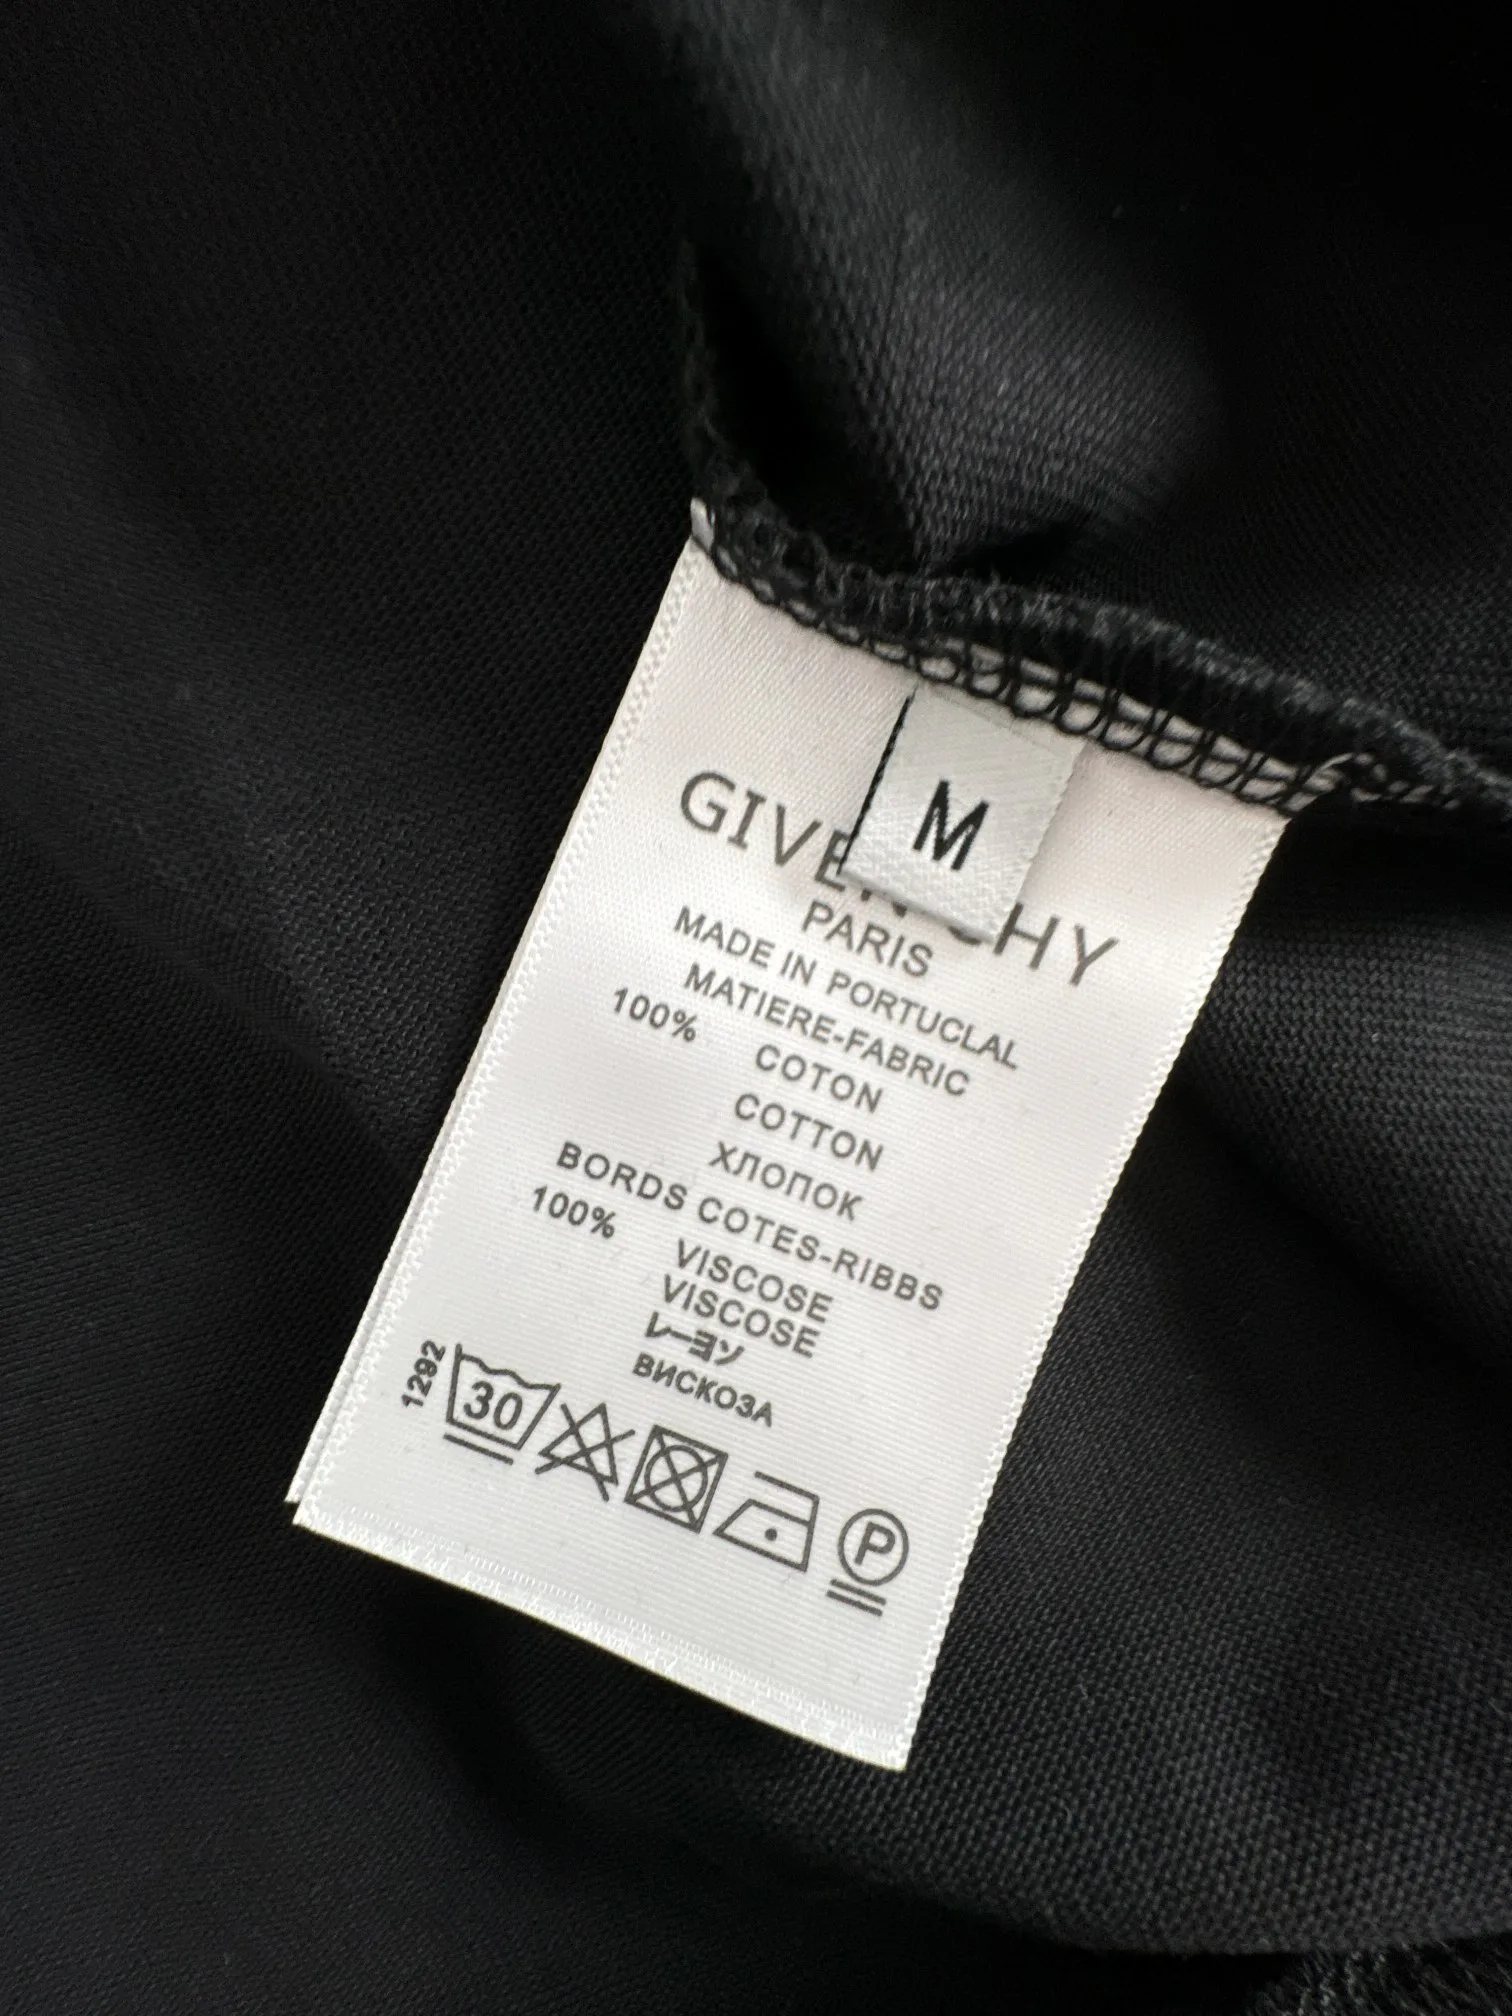 M
GIVENCHY
PARIS
MADE IN PORTUCLAL
MATIERE-FABRIC
100%
COTON
COTTON
ХЛОПОК
BORDS COTES-RIBBS
100%
VISCOSE
VISCOSE
レーヨン
ВИСКОЗА
1292
30
P